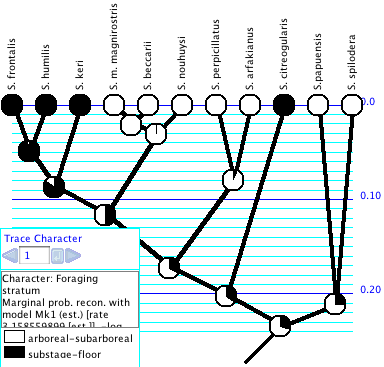 S. frontalis
S. humilis
S. keri
S. m. magnirostris
S. beccarii
S. nouhuysi
S. perpicillatus
S. arfakianus
S. citreogularis
S.papuensis
S. spilodera
0.0
0.10
0.20
Trace Character
1
Character: Foraging
stratum
Marginal prob. recon. with
model Mk1 (est.) [rate
3.158559899 [est.]] -log
arboreal-subarboreal
substage-floor